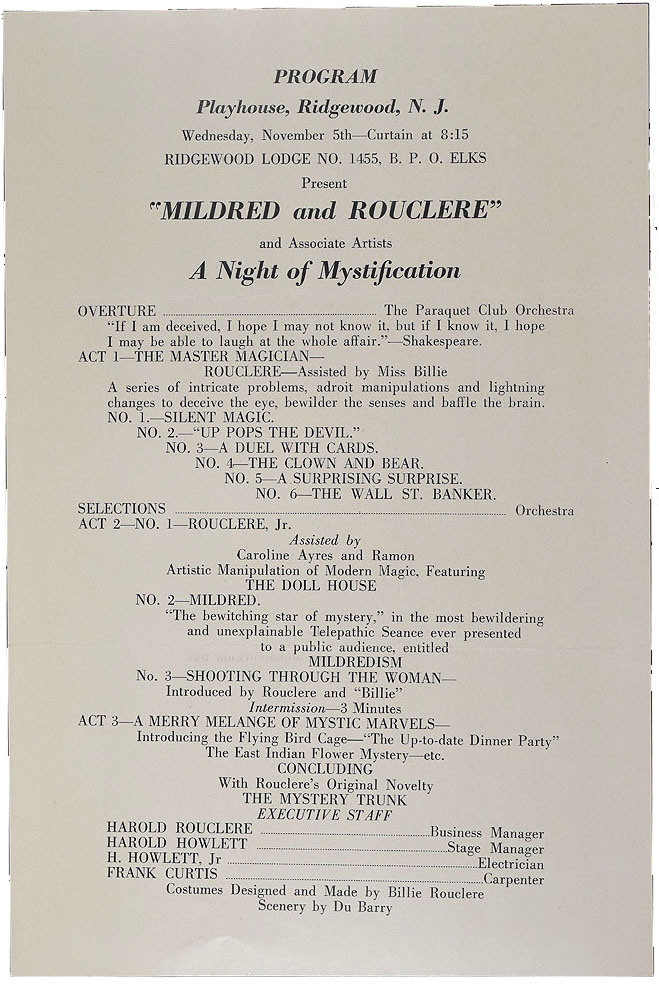 PROGRAM
Playhouse, Ridgewood, N. J.
Wednesday, November 5th—Curtain at 8:15
RIDGEWOOD LODGE NO. 1455, B. P. O. ELKS
Present
"MILDRED and ROUCLERE"
and Associate Artists
A Night of Mystification
OVERTURE ........ The Paraquet Club Orchestra
"If I am deceived, I hope I may not know it, but if I know it, I hope
I may be able to laugh at the whole affair."—Shakespeare.
ACT 1—THE MASTER MAGICIAN—
ROUCLERE—Assisted by Miss Billie
A series of intricate problems, adroit manipulations and lightning
changes to deceive the eye, bewilder the senses and baffle the brain.
NO. 1.—SILENT MAGIC.
NO. 2.—"UP POPS THE DEVIL."
NO. 3—A DUEL WITH CARDS.
NO. 4—THE CLOWN AND BEAR.
NO. 5—A SURPRISING SURPRISE.
NO. 6—THE WALL ST. BANKER.
SELECTIONS ........ Orchestra
ACT 2—NO. 1—ROUCLERE, Jr.
Assisted by
Caroline Ayres and Ramon
Artistic Manipulation of Modern Magic, Featuring
THE DOLL HOUSE
NO. 2—MILDRED.
"The bewitching star of mystery," in the most bewildering
and unexplainable Telepathic Seance ever presented
to a public audience, entitled
MILDREDISM
No. 3—SHOOTING THROUGH THE WOMAN—
Introduced by Rouclere and "Billie"
Intermission—3 Minutes
ACT 3—A MERRY MELANGE OF MYSTIC MARVELS—
Introducing the Flying Bird Cage—"The Up-to-date Dinner Party"
The East Indian Flower Mystery—etc.
CONCLUDING
With Rouclere's Original Novelty
THE MYSTERY TRUNK
EXECUTIVE STAFF
HAROLD ROUCLERE ........ Business Manager
HAROLD HOWLETT ........ Stage Manager
H. HOWLETT, Jr ........ Electrician
FRANK CURTIS ........ Carpenter
Costumes Designed and Made by Billie Rouclere
Scenery by Du Barry